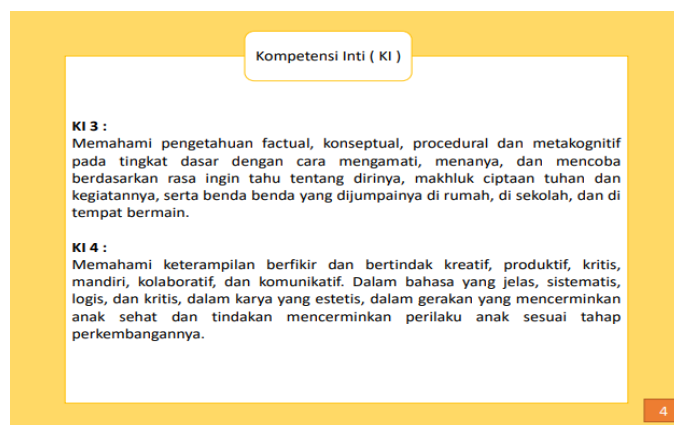 Kompetensi Inti ( KI )
KI 3 :
Memahami pengetahuan factual, konseptual, procedural dan metakognitif
pada tingkat dasar dengan cara mengamati, menanya, dan mencoba
berdasarkan rasa ingin tahu tentang dirinya, makhluk ciptaan tuhan dan
kegiatannya, serta benda benda yang dijumpainya di rumah, di sekolah, dan di
tempat bermain.
KI 4 :
Memahami keterampilan berfikir dan bertindak kreatif, produktif, kritis,
mandiri, kolaboratif, dan komunikatif. Dalam bahasa yang jelas, sistematis,
logis, dan kritis, dalam karya yang estetis, dalam gerakan yang mencerminkan
anak sehat dan tindakan mencerminkan perilaku anak sesuai tahap
perkembangannya.
4